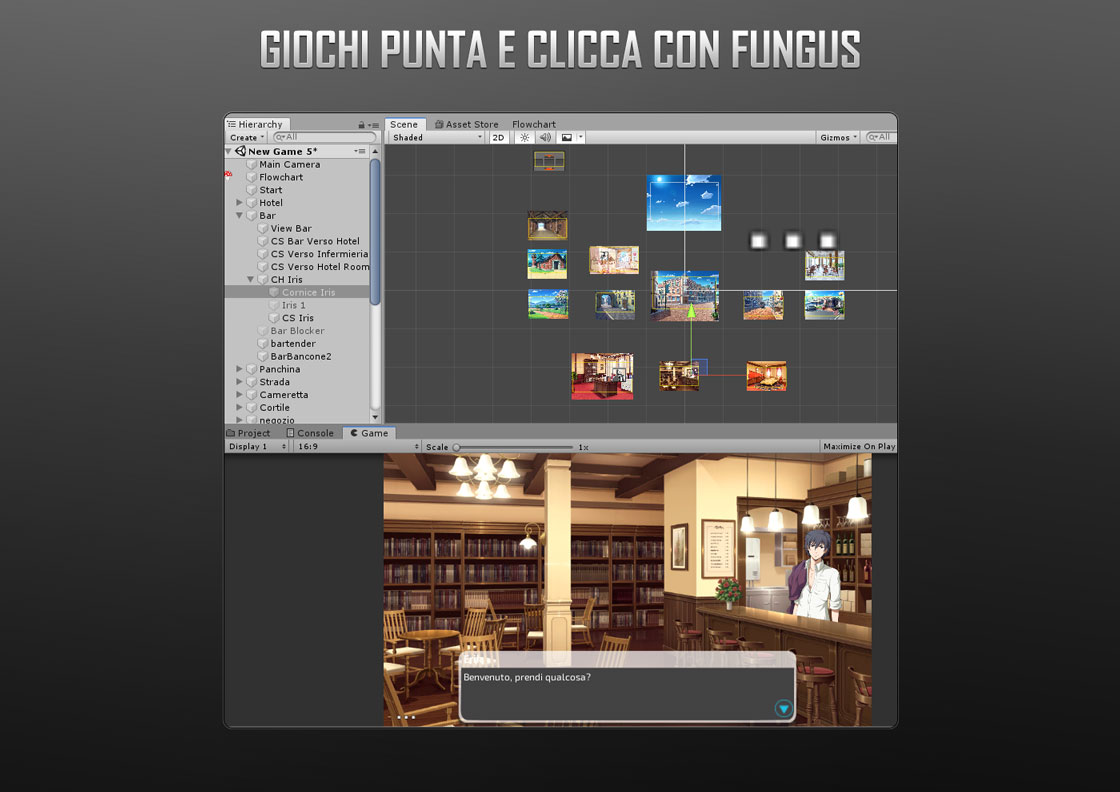 GIOCHI PUNTA E CLICCA CON FUNGUS
Hierarchy
Create
All
New Game 5*
Main Camera
Flowchart
Start
Hotel
Bar
View Bar
CS Bar Verso Hotel
CS Verso Infermieria
CS Verso Hotel Room
CH Iris
Cornice Iris
Iris 1
CS Iris
Bar Blocker
bartender
BarBancone2
Panchina
Strada
Cameretta
Cortile
negozio
Scene Asset Store Flowchart
Shaded 2D Gizmos All
Project Console Game
Display 1 16:9 Scale 1x Maximize On Play
Benvenuto, prendi qualcosa?
...